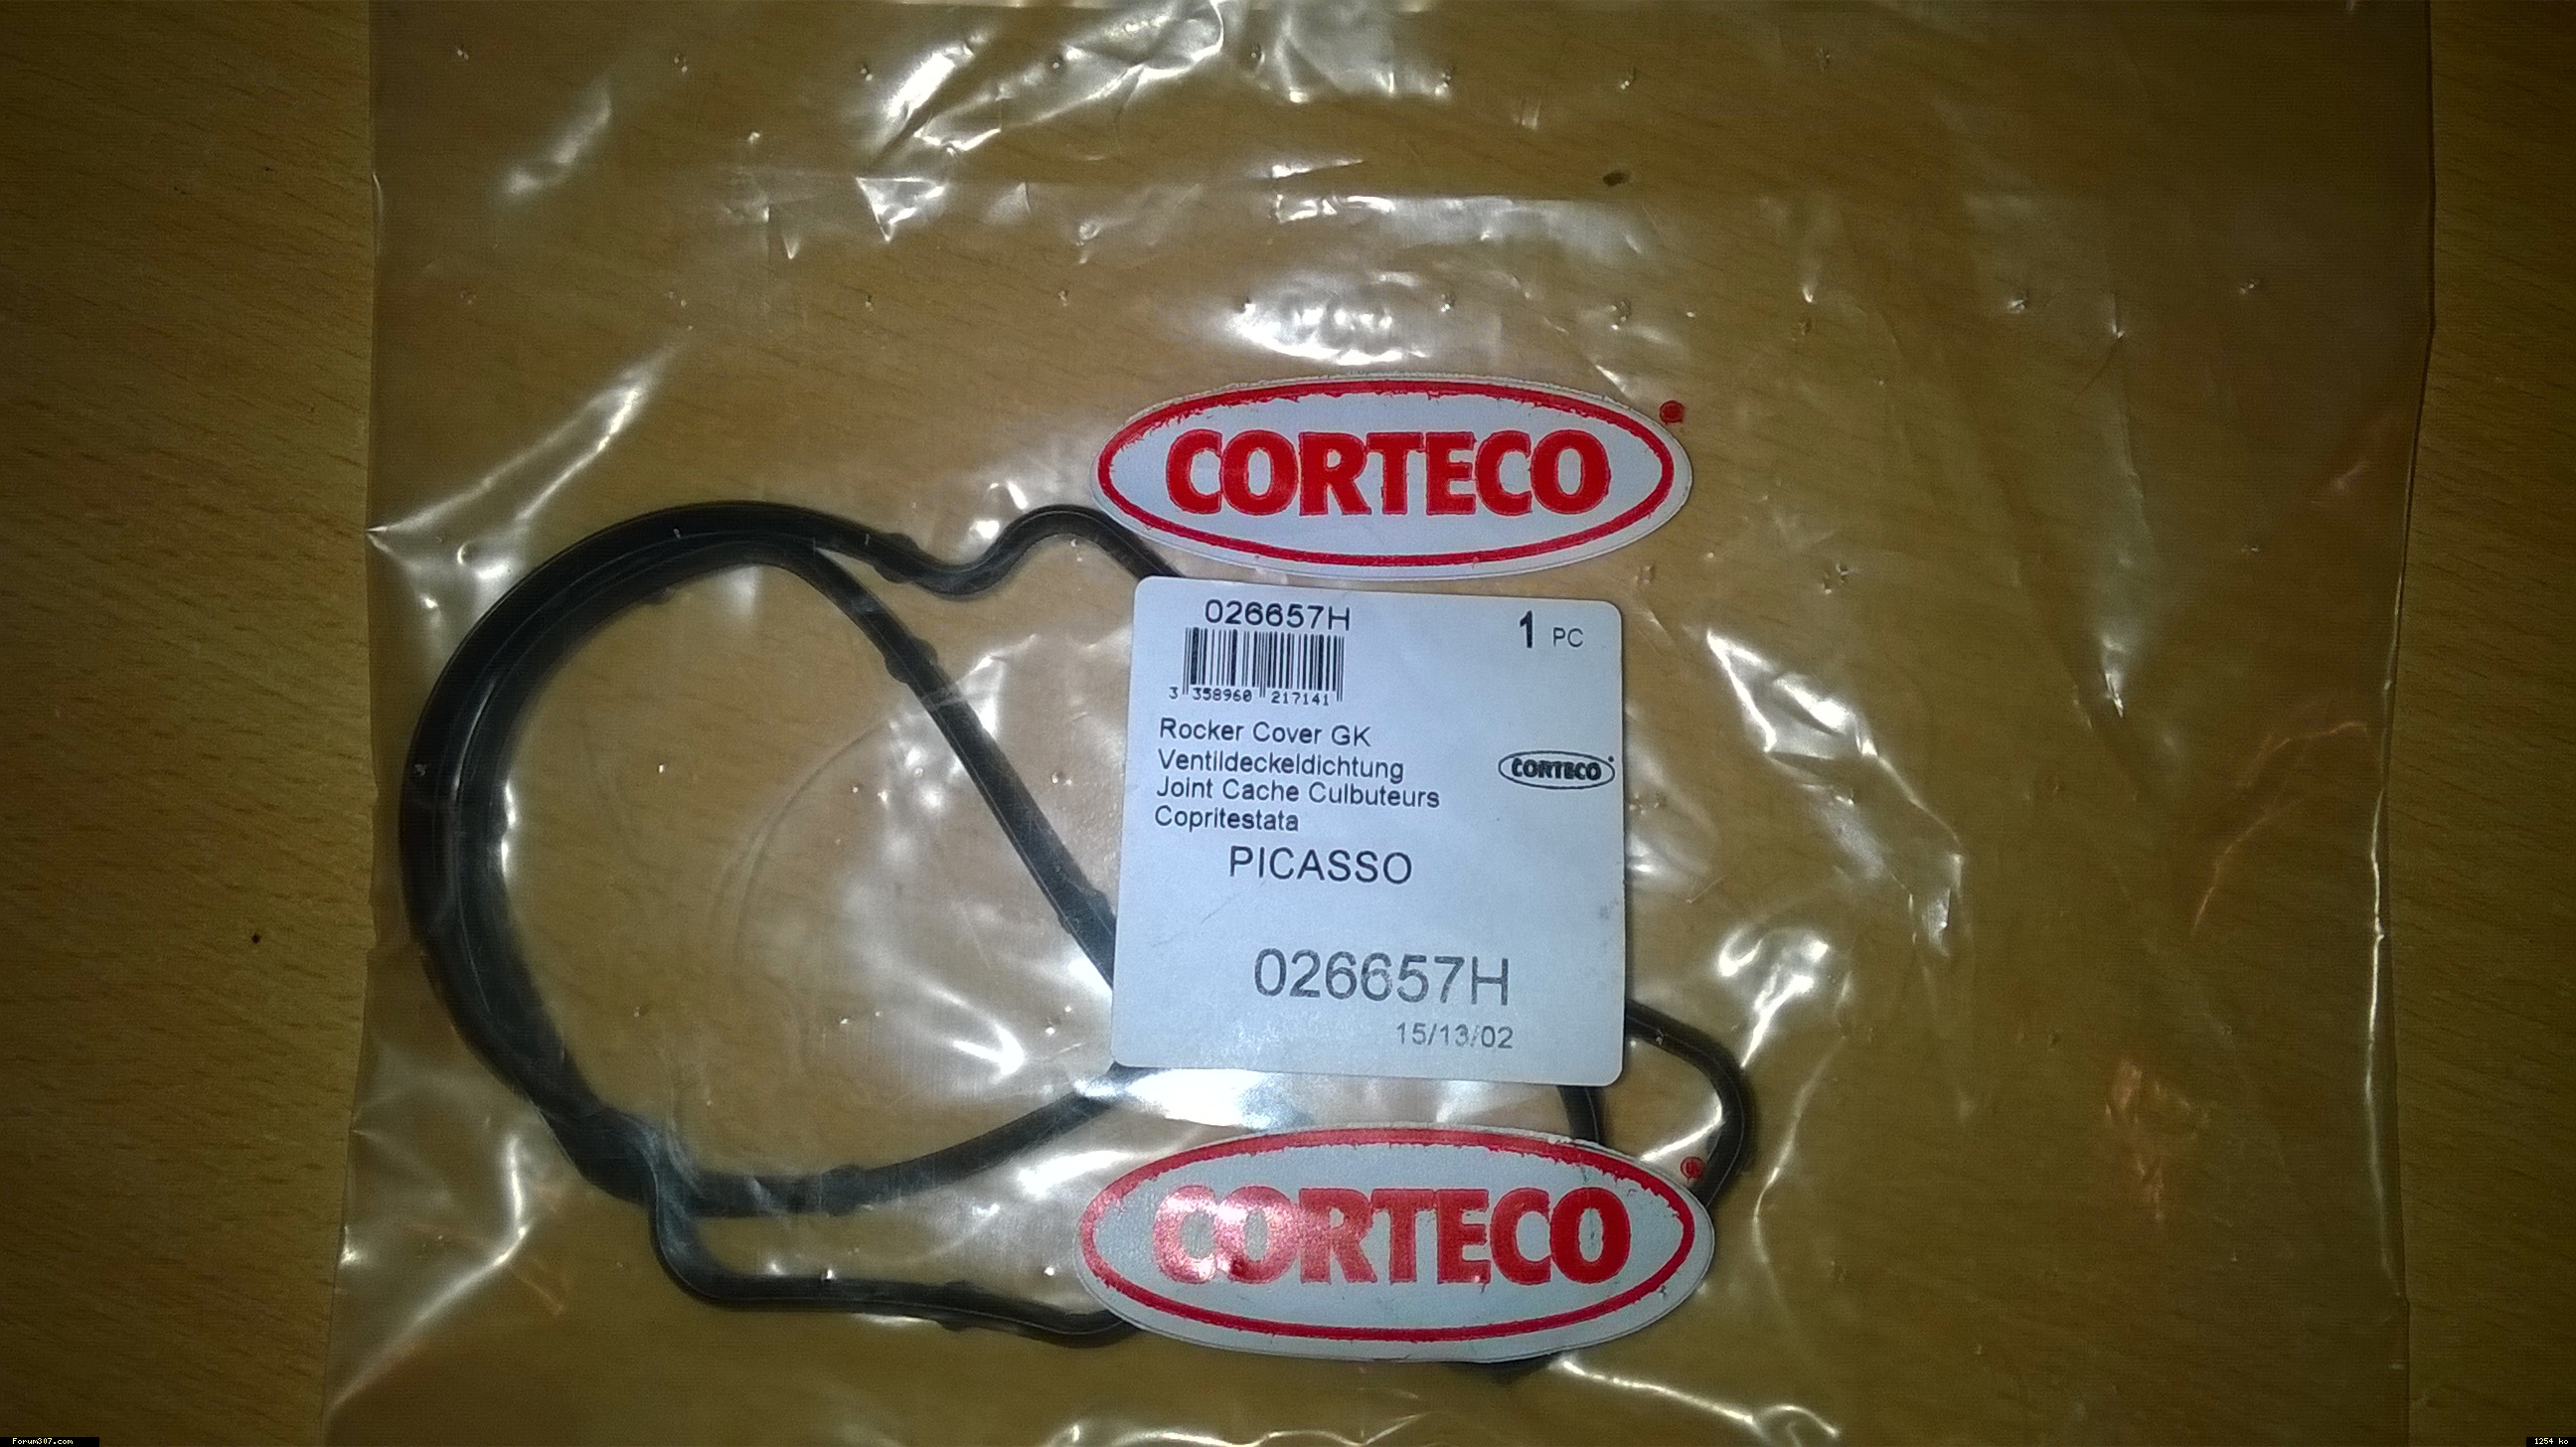 CORTECO
026657H
1 PC
3 358960 217141
Rocker Cover GK
Ventildeckeldichtung
Joint Cache Culbuteurs
Copritestata
CORTECO
PICASSO
026657H
15/13/02
CORTECO
Forum307.com
1254 ko